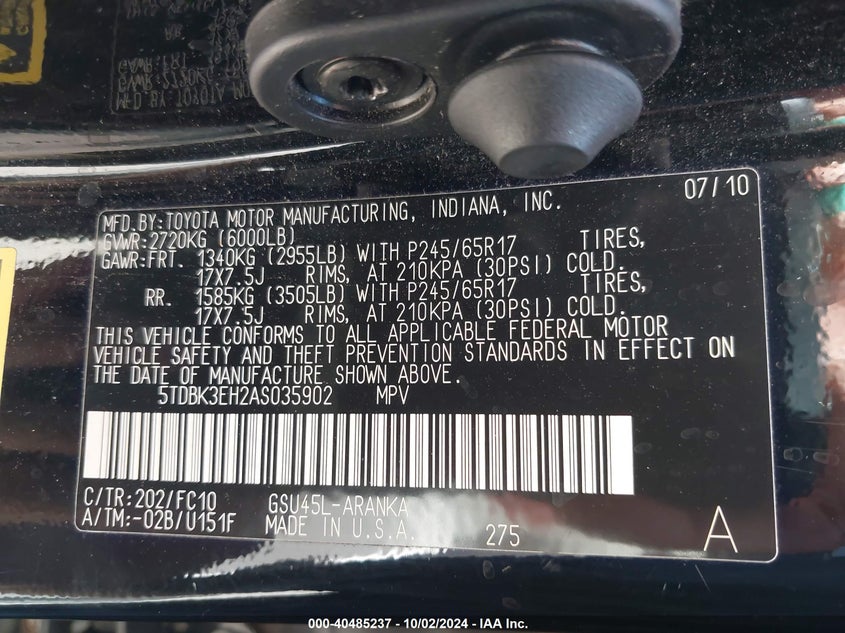 07/10
MFD.BY:TOYOTA MOTOR MANUFACTURING, INDIANA, INC.
GVWR:2720KG (6000LB)
GAWR:FRT. 1340KG (2955LB) WITH P245/65R17 TIRES,
17X7.5J RIMS, AT 210KPA (30PSI) COLD.
RR. 1585KG (3505LB) WITH P245/65R17 TIRES,
17X7.5J RIMS, AT 210KPA (30PSI) COLD.
THIS VEHICLE CONFORMS TO ALL APPLICABLE FEDERAL MOTOR
VEHICLE SAFETY AND THEFT PREVENTION STANDARDS IN EFFECT ON
THE DATE OF MANUFACTURE SHOWN ABOVE.
5TDBK3EH2AS035902 MPV
C/TR:202/FC10 GSU45L-ARANKA
A/TM:-02B/U151F MADE IN U.S.A. 275 A
000-40485237 - 10/02/2024 - IAA Inc.